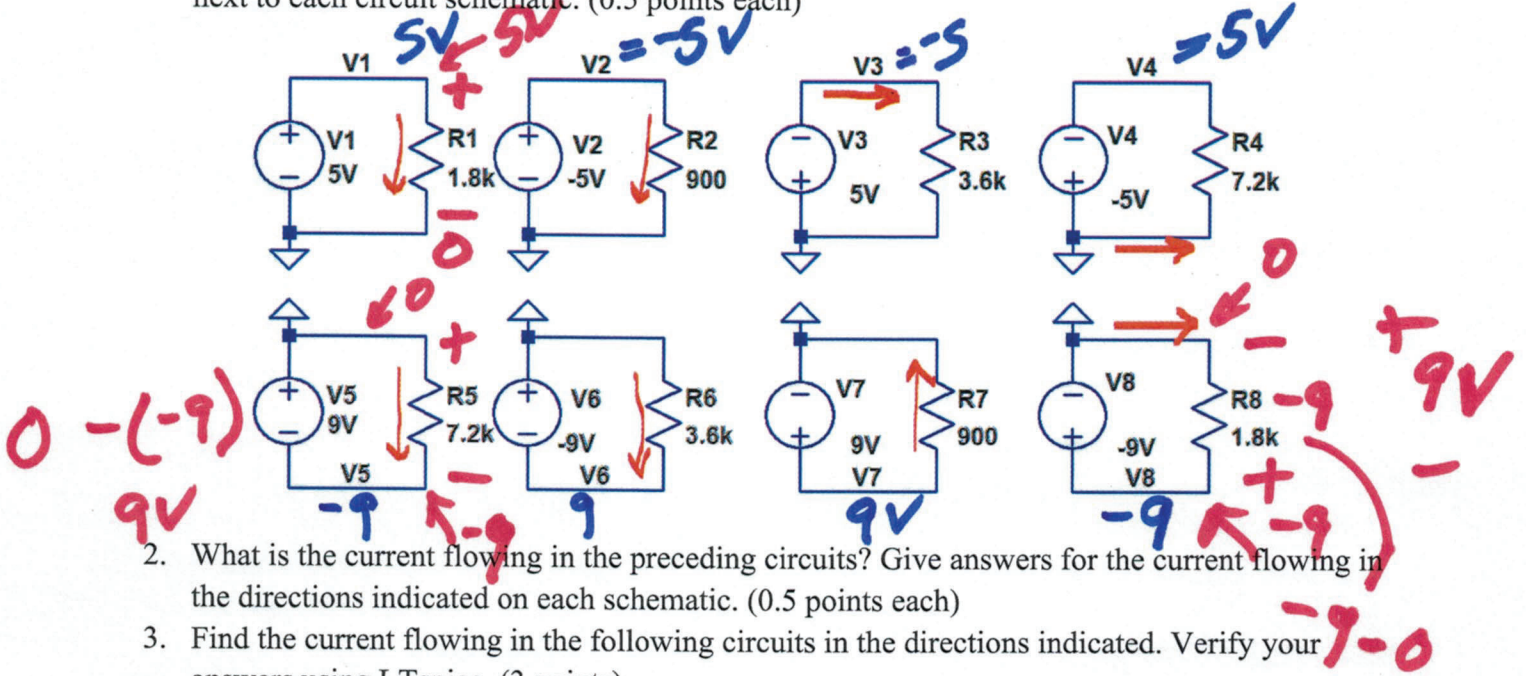 next to each circuit schematic. (0.5 points each)
5V 5V = -5V = -5 = 5V
V1 V2 V3 V4
+
+ V1 R1 + V2 R2 - V3 R3 - V4 R4
- 5V 1.8k - -5V 900 + 5V 3.6k + -5V 7.2k
-
0 0
0
+ - +
9V
+ V5 R5 + V6 R6 - V7 R7 - V8 R8 -9
0 -(-9) - 9V 7.2k - -9V 3.6k + 9V 900 + -9V 1.8k
V5 V6 V7 V8
- + -
9V -9 -9 9 9V -9 -9
2. What is the current flowing in the preceding circuits? Give answers for the current flowing in
the directions indicated on each schematic. (0.5 points each)
-9-0
3. Find the current flowing in the following circuits in the directions indicated. Verify your